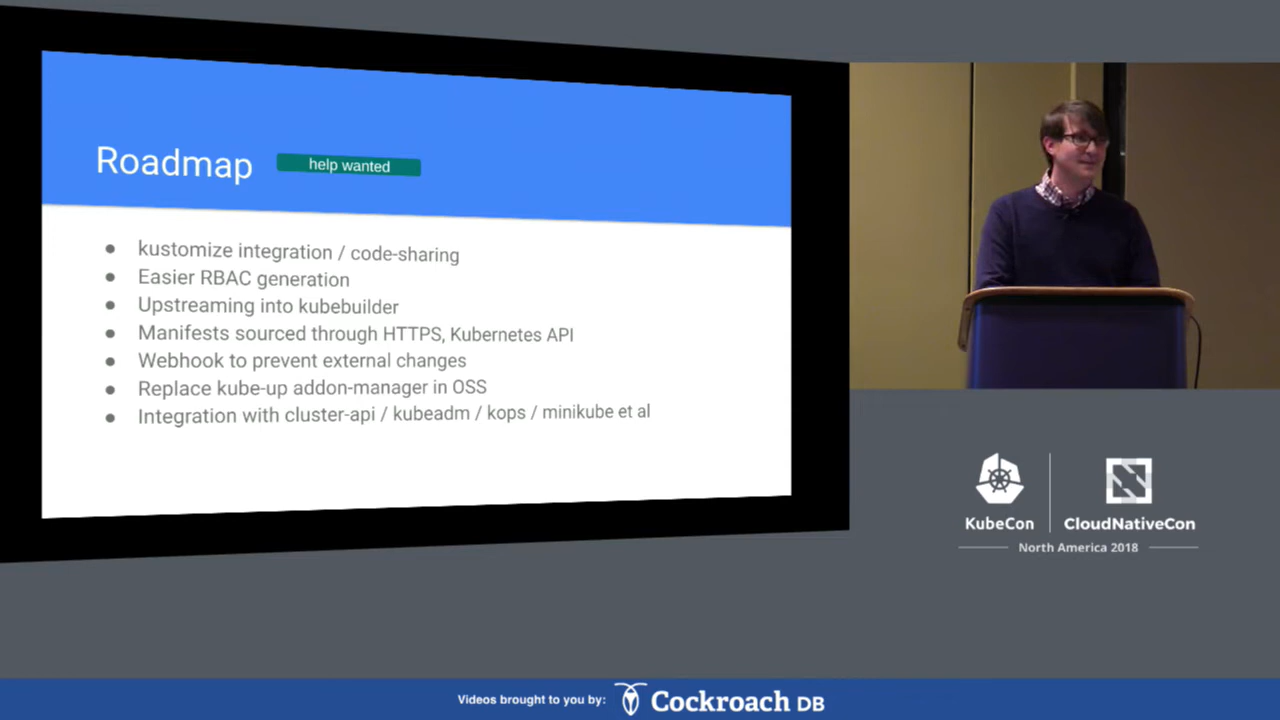 Roadmap
help wanted
● kustomize integration / code-sharing
● Easier RBAC generation
● Upstreaming into kubebuilder
● Manifests sourced through HTTPS, Kubernetes API
● Webhook to prevent external changes
● Replace kube-up addon-manager in OSS
● Integration with cluster-api / kubeadm / kops / minikube et al
KubeCon
CloudNativeCon
North America 2018
Videos brought to you by:
Cockroach DB